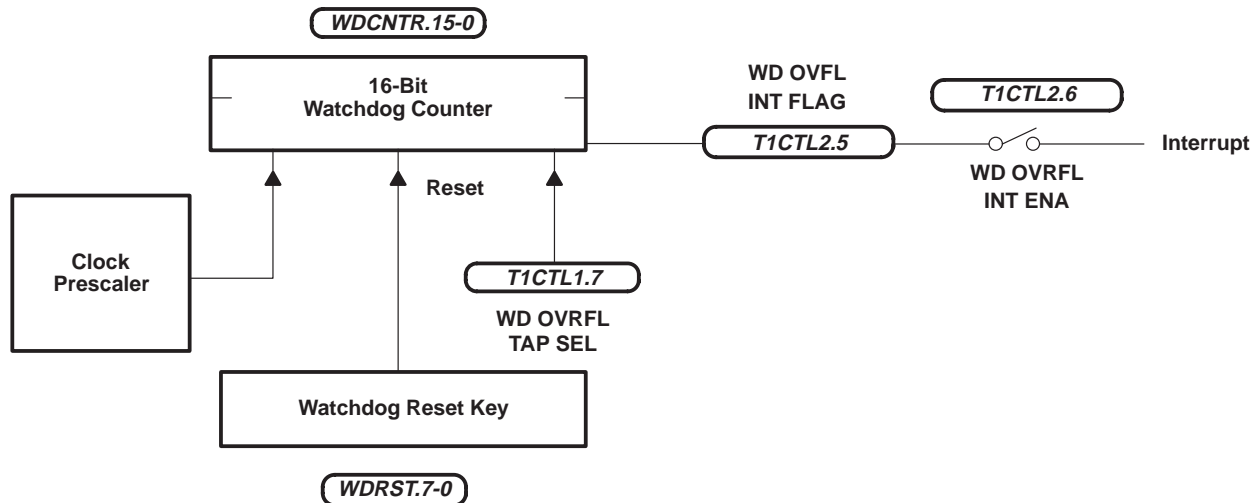 WDCNTR.15-0
16-Bit
Watchdog Counter
WD OVFL
INT FLAG
T1CTL2.6
T1CTL2.5
Interrupt
WD OVRFL
INT ENA
Reset
Clock
Prescaler
T1CTL1.7
WD OVRFL
TAP SEL
Watchdog Reset Key
WDRST.7-0